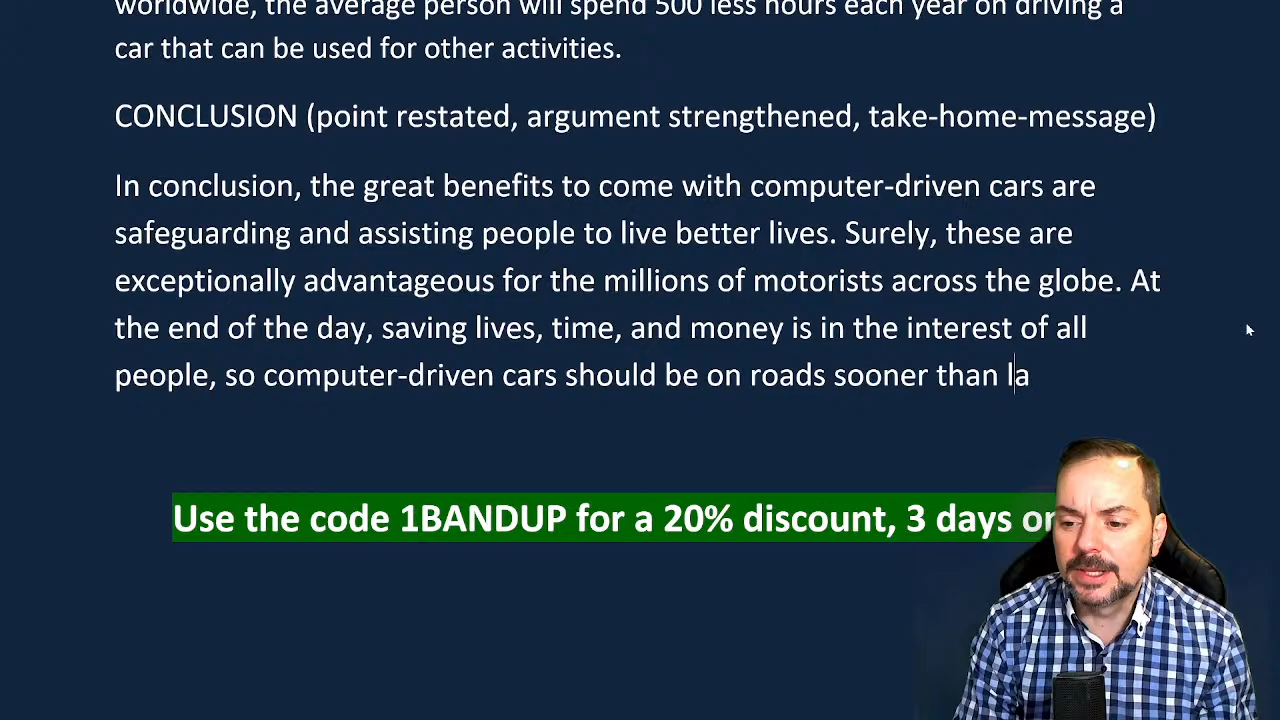 worldwide, the average person will spend 500 less hours each year on driving a
car that can be used for other activities.
CONCLUSION (point restated, argument strengthened, take-home-message)
In conclusion, the great benefits to come with computer-driven cars are
safeguarding and assisting people to live better lives. Surely, these are
exceptionally advantageous for the millions of motorists across the globe. At
the end of the day, saving lives, time, and money is in the interest of all
people, so computer-driven cars should be on roads sooner than la
Use the code 1BANDUP for a 20% discount, 3 days